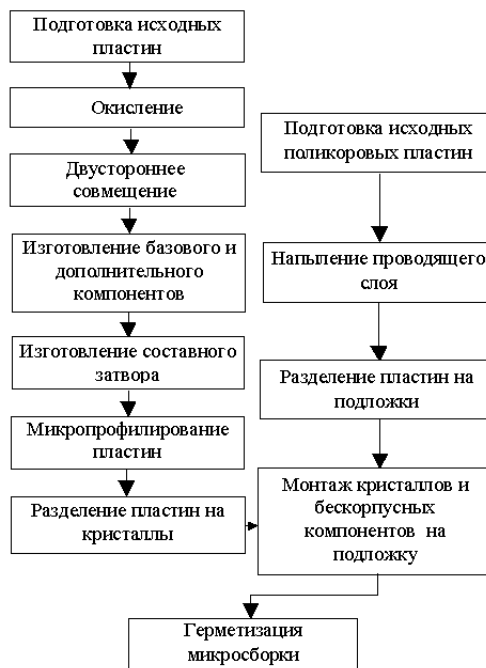 Подготовка исходных
пластин
Окисление
Двустороннее
совмещение
Изготовление базового и
дополнительного
компонентов
Изготовление составного
затвора
Микропрофилирование
пластин
Разделение пластин на
кристаллы
Подготовка исходных
поликоровых пластин
Напыление проводящего
слоя
Разделение пластин на
подложки
Монтаж кристаллов и
бескорпусных
компонентов на
подложку
Герметизация
микросборки